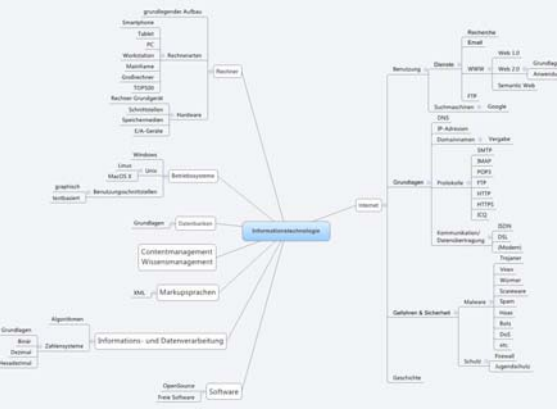 grundlegender Aufbau
Smartphone
Tablet
PC
Workstation
Mainframe
Großrechner
TOP500
Rechnerarten
Rechner
Rechner-Grundgerät
Schnittstellen
Speichermedien
E/A-Geräte
Hardware
Windows
Linux
MacOS X
Unix
Betriebssysteme
graphisch
textbasiert
Benutzungsschnittstellen
Grundlagen
Datenbanken
Contentmanagement
Wissensmanagement
XML
Markupsprachen
Algorithmen
Grundlagen
Binär
Dezimal
Hexadezimal
Zahlensysteme
Informations- und Datenverarbeitung
OpenSource
Freie Software
Software
Informationstechnologie
Internet
Benutzung
Dienste
Recherche
Email
WWW
Web 1.0
Web 2.0
Grundlag
Anwendu
Semantic Web
FTP
Suchmaschinen
Google
Grundlagen
DNS
IP-Adressen
Domainnamen
Vergabe
Protokolle
SMTP
IMAP
POP3
FTP
HTTP
HTTPS
ICQ
Kommunikation/
Datenübertragung
ISDN
DSL
(Modem)
Gefahren & Sicherheit
Malware
Trojaner
Viren
Würmer
Scareware
Spam
Hoax
Bots
DoS
etc.
Schutz
Firewall
Jugendschutz
Geschichte